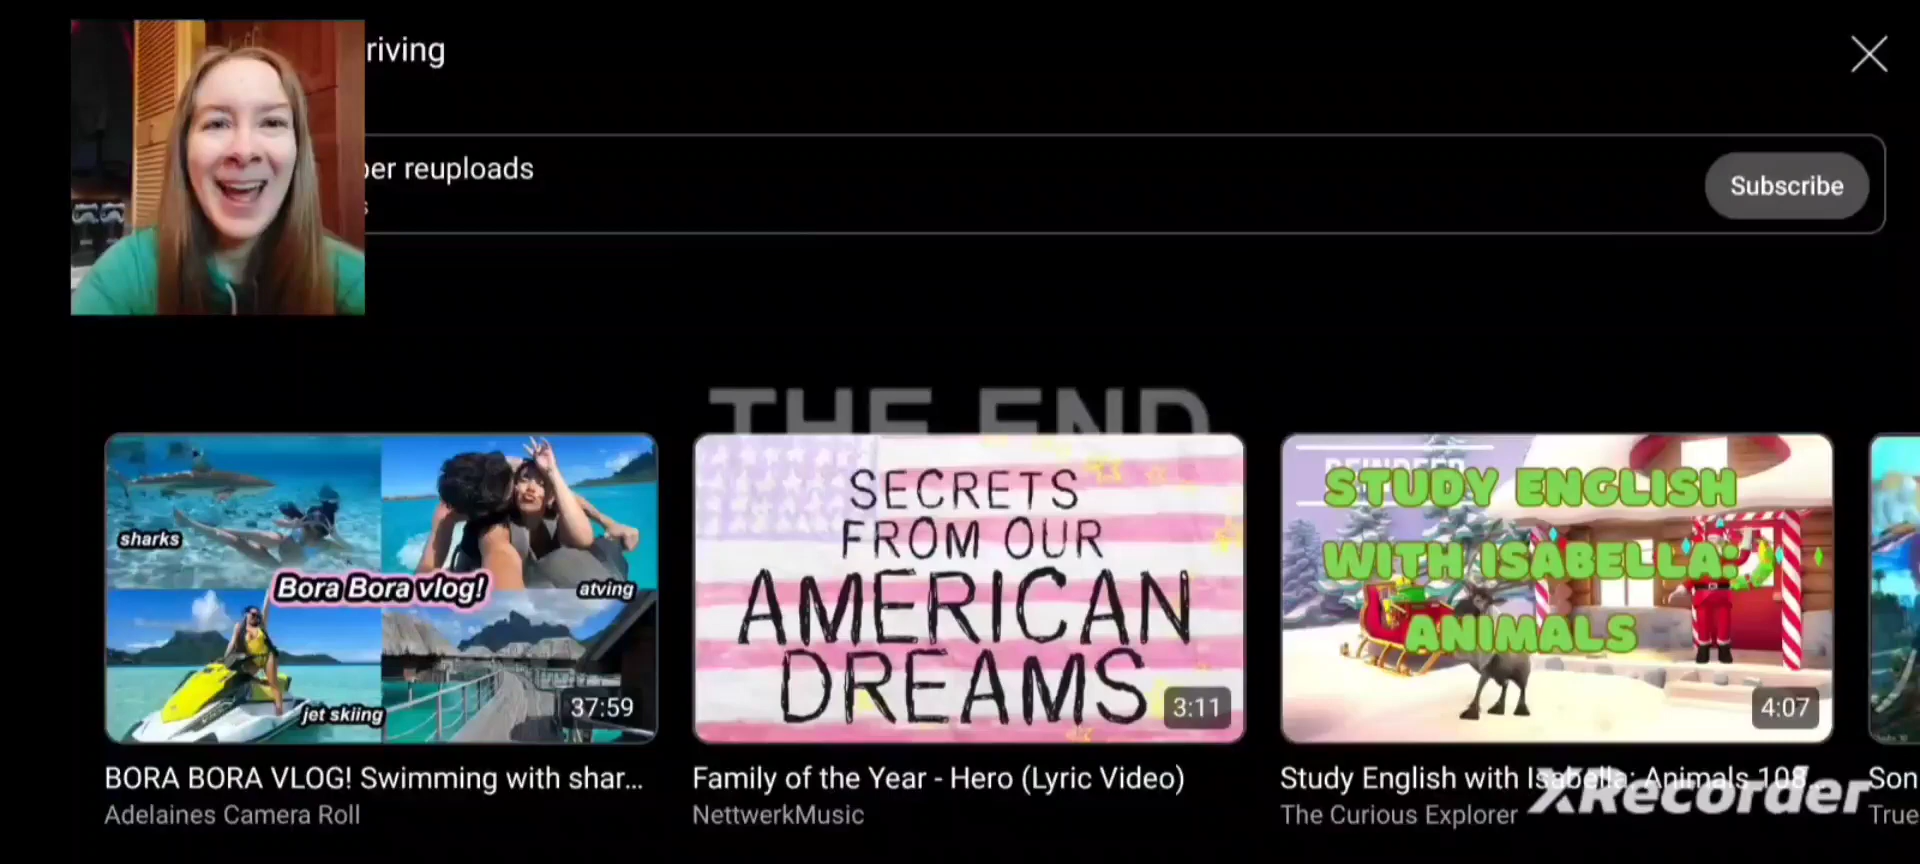 riving
per reuploads
s
Subscribe
THE END
sharks
Bora Bora vlog!
atving
jet skiing
37:59
SECRETS
FROM OUR
AMERICAN
DREAMS
3:11
REINDEER
STUDY ENGLISH
WITH ISABELLA:
ANIMALS
4:07
BORA BORA VLOG! Swimming with shar...
Adelaines Camera Roll
Family of the Year - Hero (Lyric Video)
NettwerkMusic
Study English with Isabella: Animals 108...
The Curious Explorer
Son
True
XRecorder